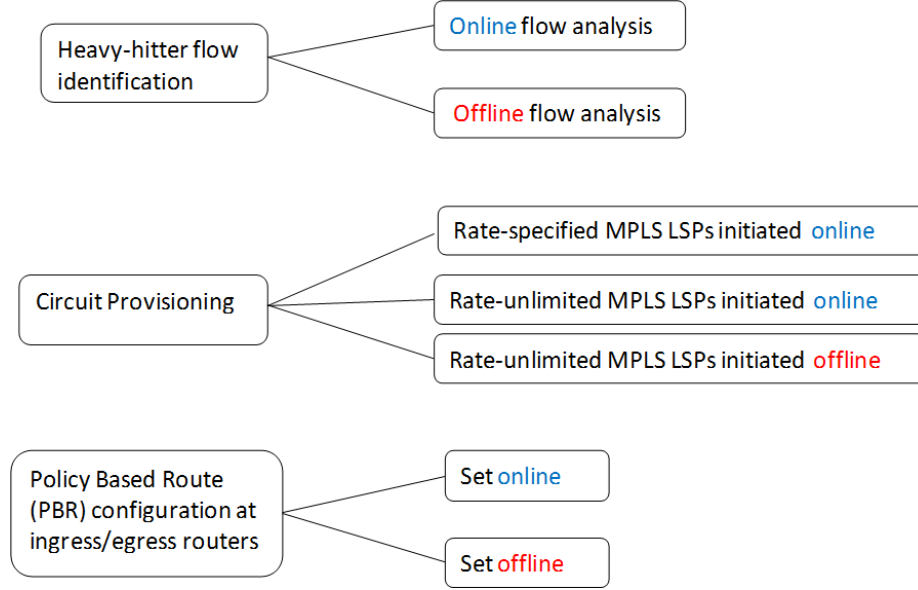 Heavy-hitter flow
identification
Online flow analysis
Offline flow analysis
Circuit Provisioning
Rate-specified MPLS LSPs initiated online
Rate-unlimited MPLS LSPs initiated online
Rate-unlimited MPLS LSPs initiated offline
Policy Based Route
(PBR) configuration at
ingress/egress routers
Set online
Set offline